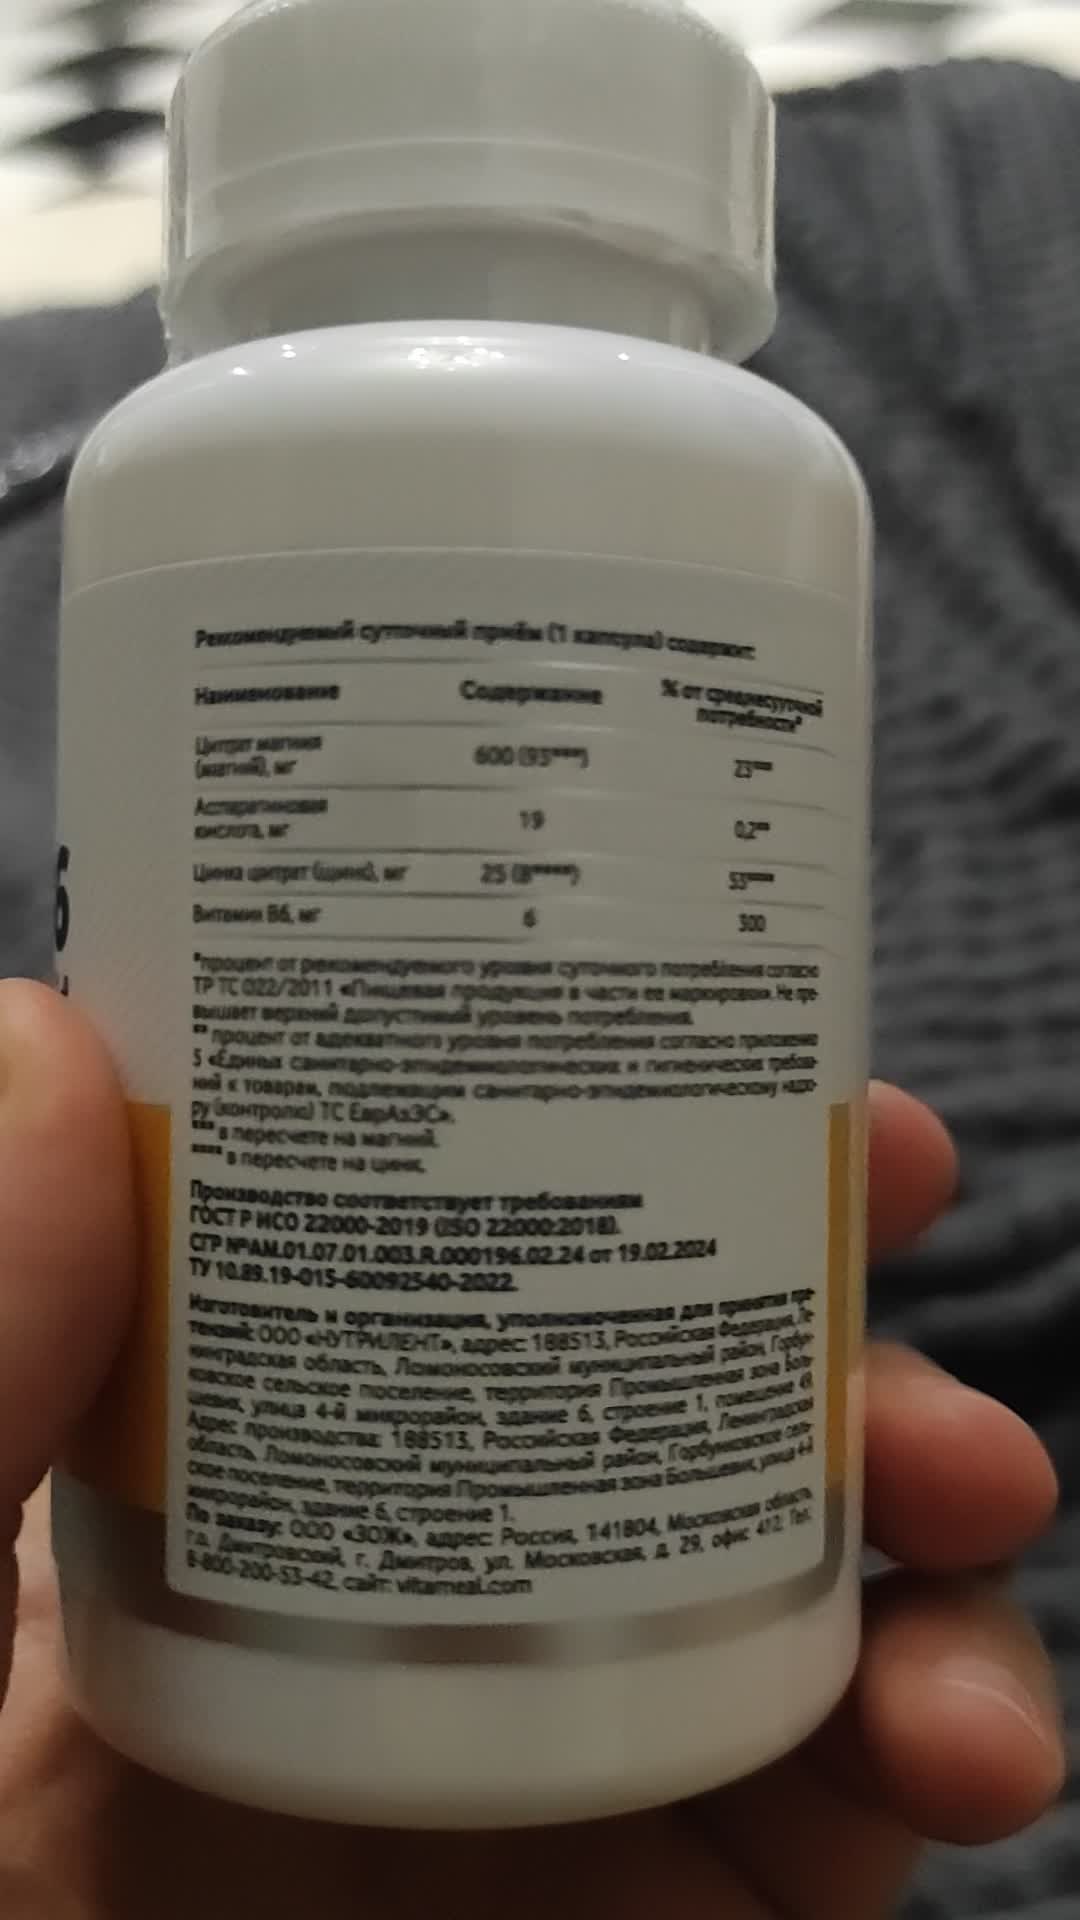 Рекомендуемый суточный приём (1 капсула) содержит:
Наименование Содержание % от среднесуточной потребности*
Цитрат магния (магний), мг 600 (93***) 23***
Аспарагиновая кислота, мг 19 0,2**
Цинка цитрат (цинк), мг 25 (8****) 53****
Витамин В6, мг 6 300
*процент от рекомендуемого уровня суточного потребления согласно
ТР ТС 022/2011 «Пищевая продукция в части ее маркировки». Не пре-
вышает верхний допустимый уровень потребления.
** процент от адекватного уровня потребления согласно приложению
5 «Единых санитарно-эпидемиологических и гигиенических требова-
ний к товарам, подлежащим санитарно-эпидемиологическому надзо-
ру (контролю) ТС ЕврАзЭС».
*** в пересчете на магний.
**** в пересчете на цинк.
Производство соответствует требованиям
ГОСТ Р ИСО 22000-2019 (ISO 22000:2018).
СГР №АМ.01.07.01.003.R.000196.02.24 от 19.02.2024
ТУ 10.89.19-015-60092540-2022.
Изготовитель и организация, уполномоченная для принятия пре-
тензий: ООО «НУТРИЛЕНТ», адрес: 188513, Российская Федерация, Ле-
нинградская область, Ломоносовский муниципальный район, Горбун-
ковское сельское поселение, территория Промышленная зона Боль-
шевик, улица 4-й микрорайон, здание 6, строение 1, помещение 49.
Адрес производства: 188513, Российская Федерация, Ленинградская
область, Ломоносовский муниципальный район, Горбунковское сель-
ское поселение, территория Промышленная зона Большевик, улица 4-й
микрорайон, здание 6, строение 1.
По заказу: ООО «ЗОЖ», адрес: Россия, 141804, Московская область,
г.о. Дмитровский, г. Дмитров, ул. Московская, д. 29, офис 412. Тел.:
8-800-200-53-42, сайт: vitameal.com
6